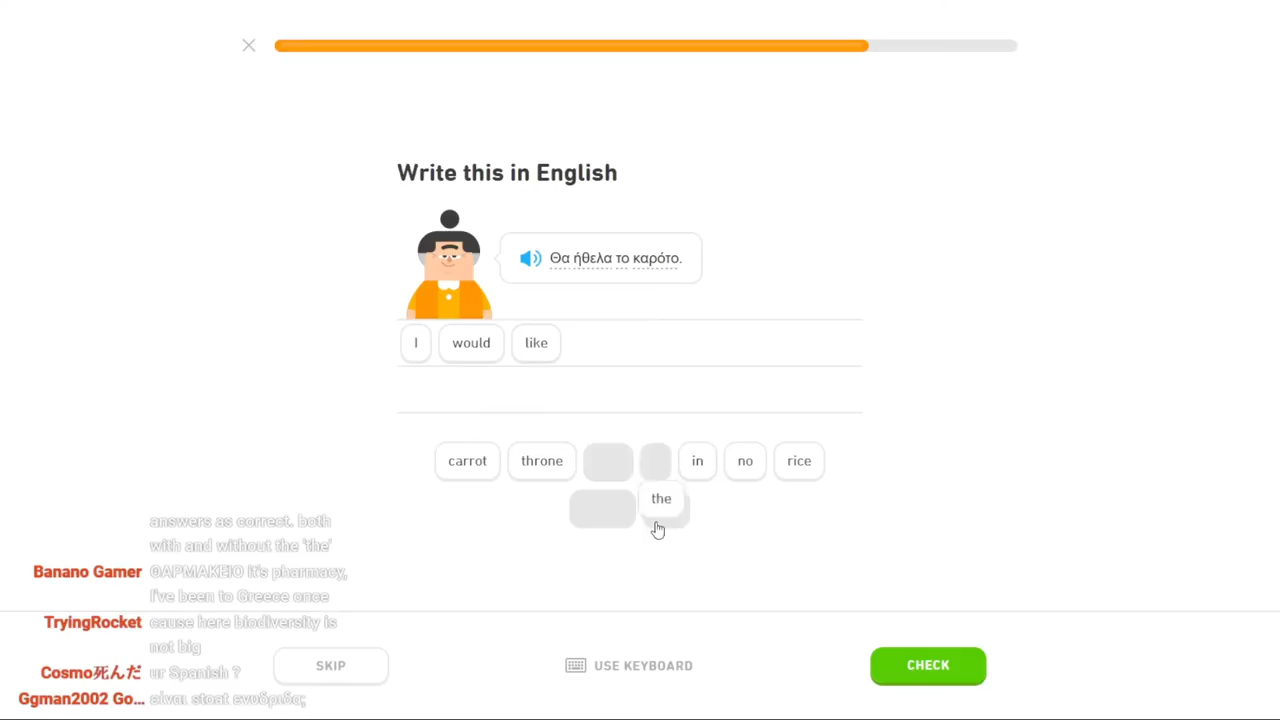 Write this in English
Θα ήθελα το καρότο.
I would like
carrot throne in no rice
the
answers as correct. both
with and without the 'the'
Banano Gamer ΘΑΡΜΑΚΕΙΟ it's pharmacy,
I've been to Greece once
TryingRocket cause here biodiversity is
not big
Cosmo死んだ ur Spanish ?
Ggman2002 Go... είναι stoat ενυδρίδα;
SKIP USE KEYBOARD CHECK